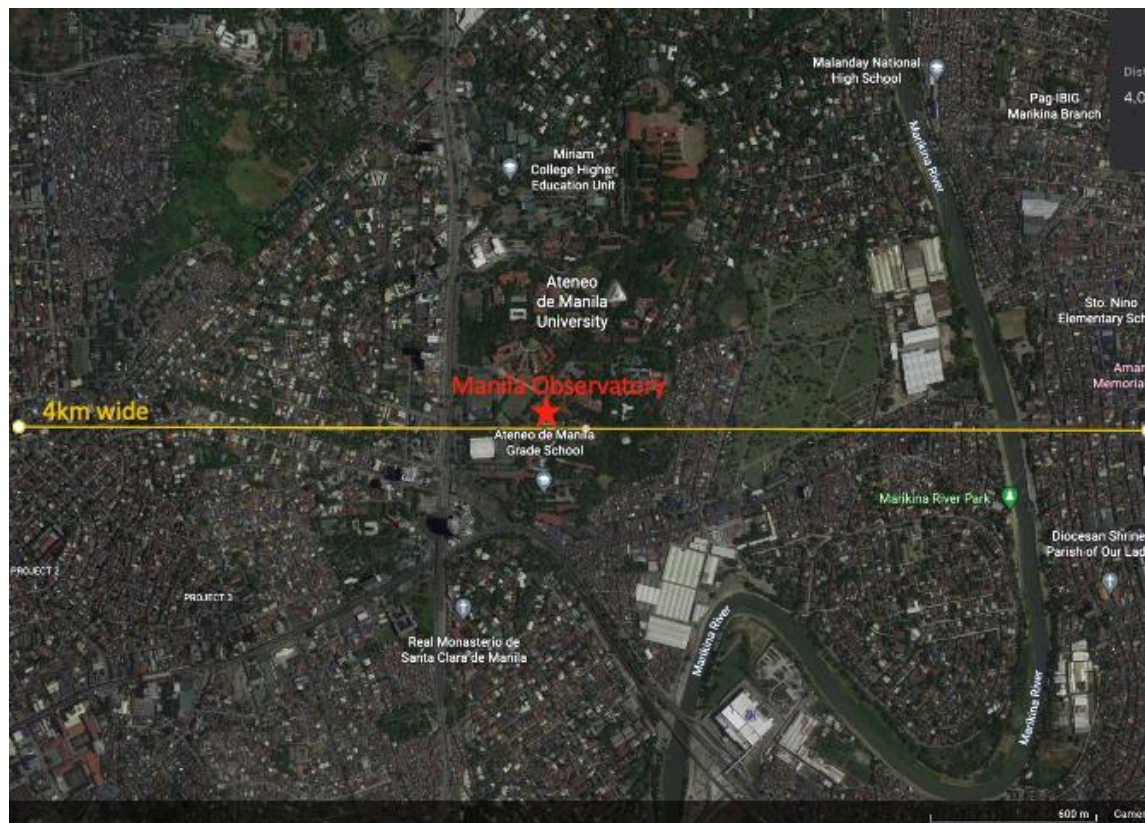 Malanday National
High School
Dist
4,0
Pag-IBIG
Marikina Branch
Miriam
College Higher
Education Unit
Marikina River
Ateneo
de Manila
University
Sto. Nino
Elementary Sch
Manila Observatory
Amar
Memorial
4km wide
Ateneo de Manila
Grade School
Marikina River Park
Diocesan Shrine
Parish of Our Lad
PROJECT 2
PROJECT 3
Real Monasterio de
Santa Clara de Manila
Marikina River
Marikina River
600 m
Came